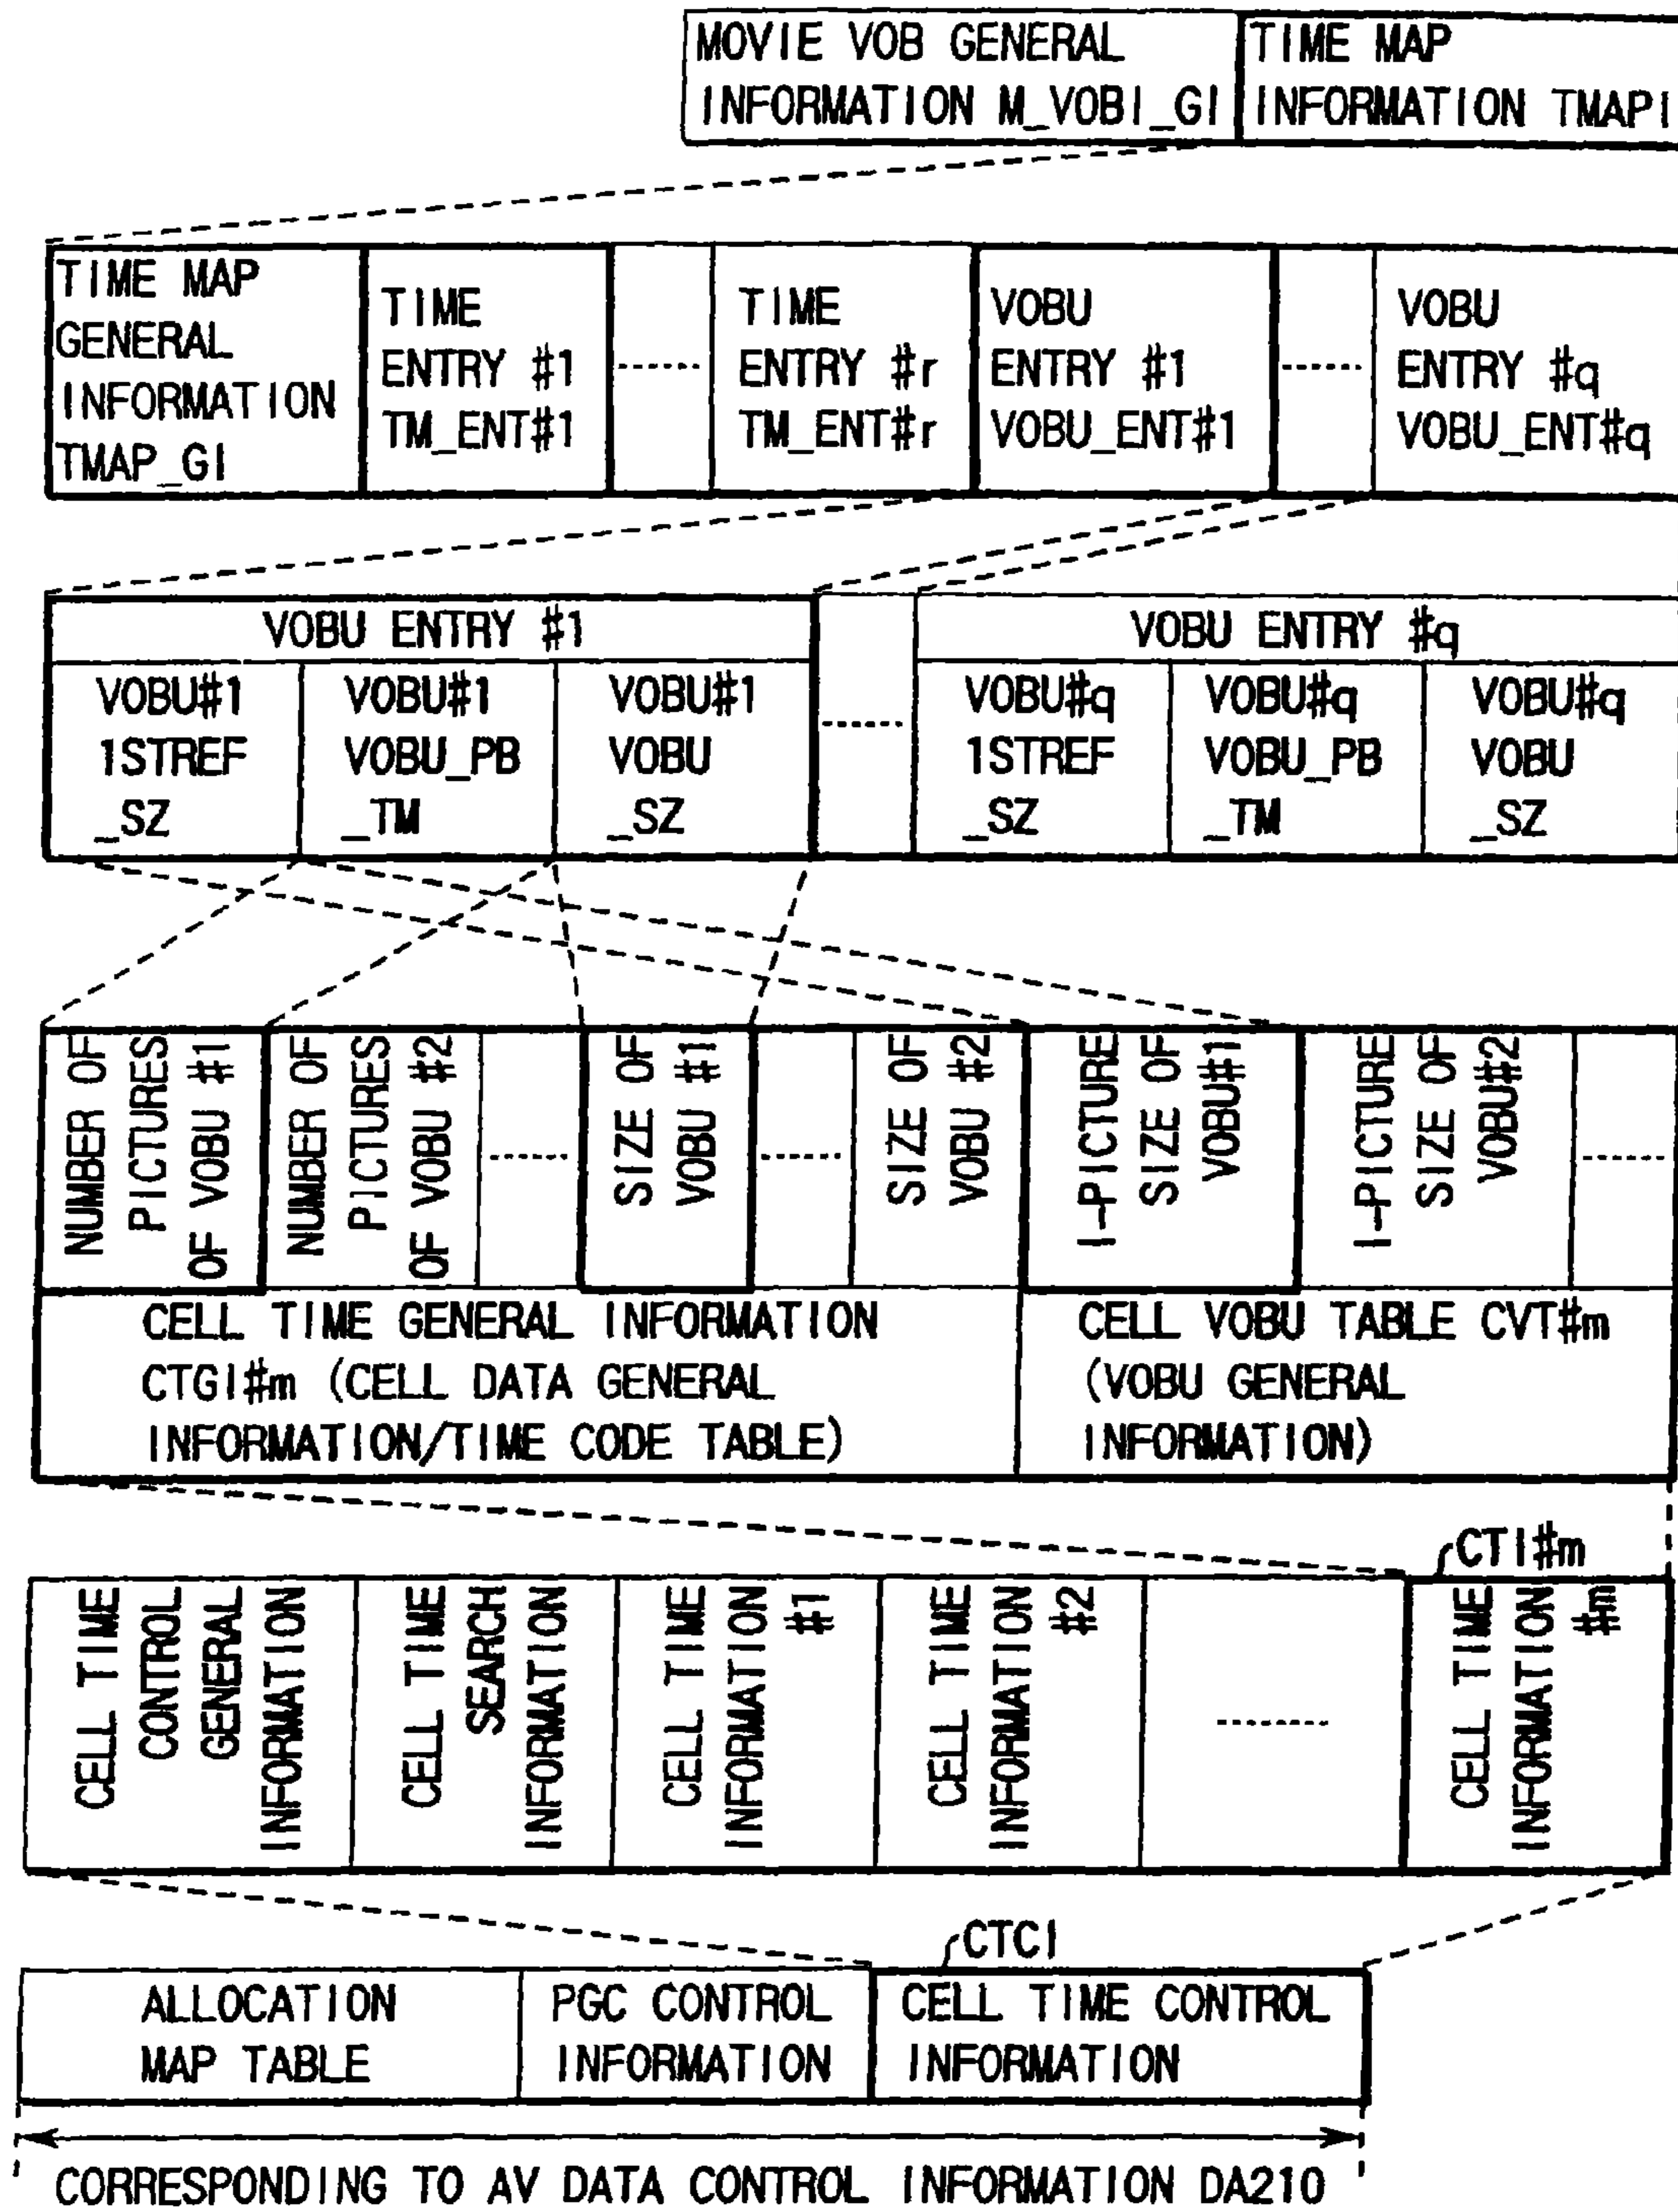 MOVIE VOB GENERAL
INFORMATION M_VOBI_GI
TIME MAP
INFORMATION TMAPI
TIME MAP
GENERAL
INFORMATION
TMAP_GI
TIME
ENTRY #1
TM_ENT#1
TIME
ENTRY #r
TM_ENT#r
VOBU
ENTRY #1
VOBU_ENT#1
VOBU
ENTRY #q
VOBU_ENT#q
VOBU ENTRY #1
VOBU#1
1STREF
_SZ
VOBU#1
VOBU_PB
_TM
VOBU#1
VOBU
_SZ
VOBU ENTRY #q
VOBU#q
1STREF
_SZ
VOBU#q
VOBU_PB
_TM
VOBU#q
VOBU
_SZ
NUMBER OF
PICTURES
OF VOBU #1
NUMBER OF
PICTURES
OF VOBU #2
SIZE OF
VOBU #1
SIZE OF
VOBU #2
I-PICTURE
SIZE OF
VOBU#1
I-PICTURE
SIZE OF
VOBU#2
CELL TIME GENERAL INFORMATION
CTGI#m (CELL DATA GENERAL
INFORMATION/TIME CODE TABLE)
CELL VOBU TABLE CVT#m
(VOBU GENERAL
INFORMATION)
CTI#m
CELL TIME
CONTROL
GENERAL
INFORMATION
CELL TIME
SEARCH
INFORMATION
CELL TIME
INFORMATION
#1
CELL TIME
INFORMATION
#2
CELL TIME
INFORMATION
#m
CTCI
ALLOCATION
MAP TABLE
PGC CONTROL
INFORMATION
CELL TIME CONTROL
INFORMATION
CORRESPONDING TO AV DATA CONTROL INFORMATION DA210